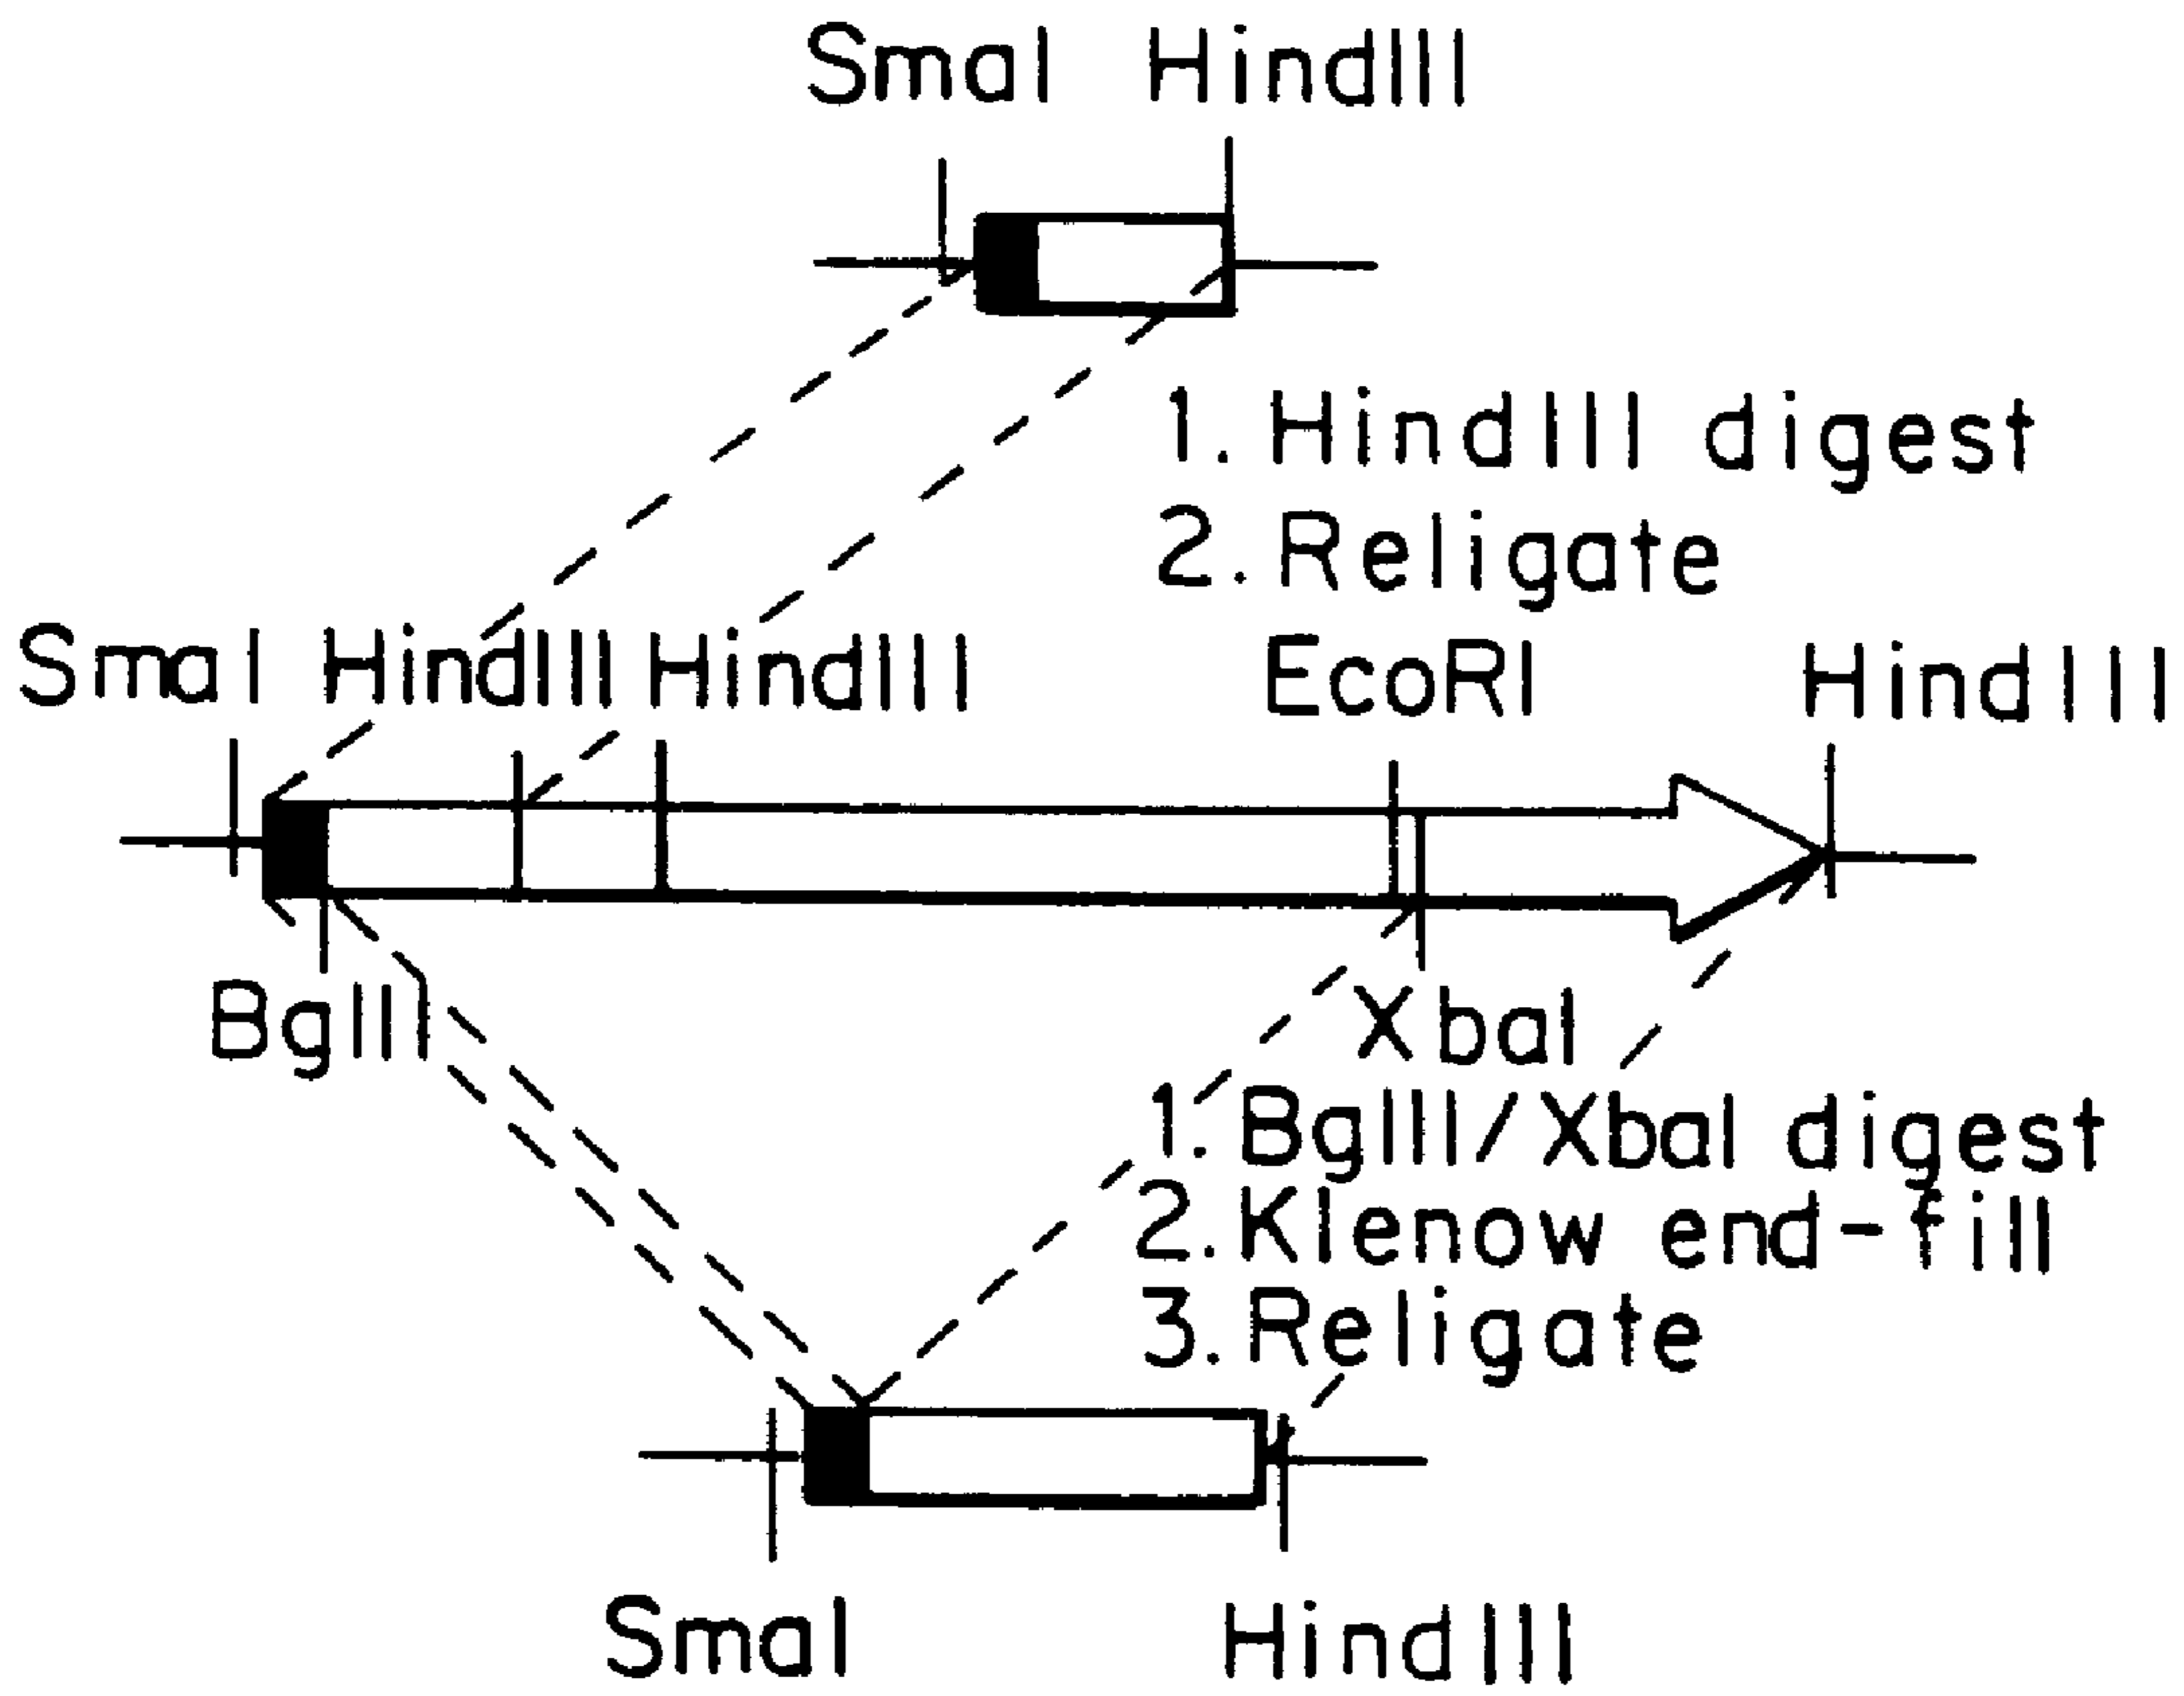 SmaI HindIII
1. HindIII digest
2. Religate
SmaI HindIII HindIII EcoRI HindIII
BglII XbaI
1. BglII/XbaI digest
2. Klenow end-fill
3. Religate
SmaI HindIII